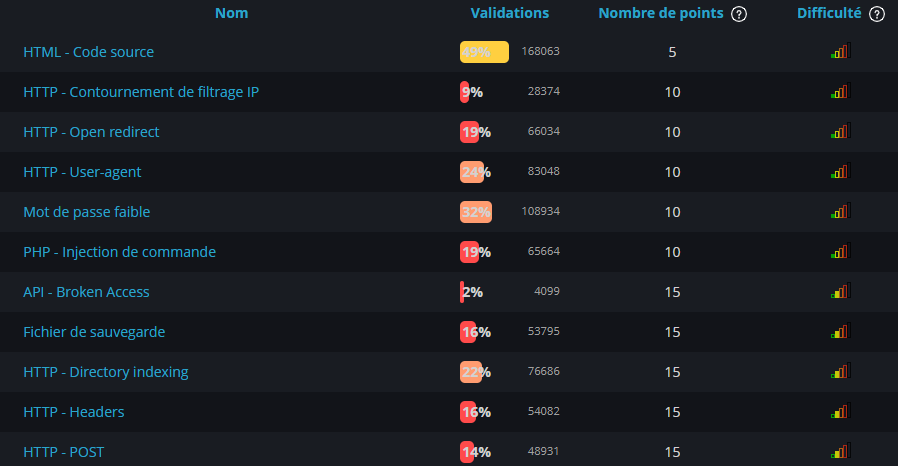 Nom Validations Nombre de points ? Difficulté ?
HTML - Code source 49% 168063 5
HTTP - Contournement de filtrage IP 9% 28374 10
HTTP - Open redirect 19% 66034 10
HTTP - User-agent 24% 83048 10
Mot de passe faible 32% 108934 10
PHP - Injection de commande 19% 65664 10
API - Broken Access 2% 4099 15
Fichier de sauvegarde 16% 53795 15
HTTP - Directory indexing 22% 76686 15
HTTP - Headers 16% 54082 15
HTTP - POST 14% 48931 15